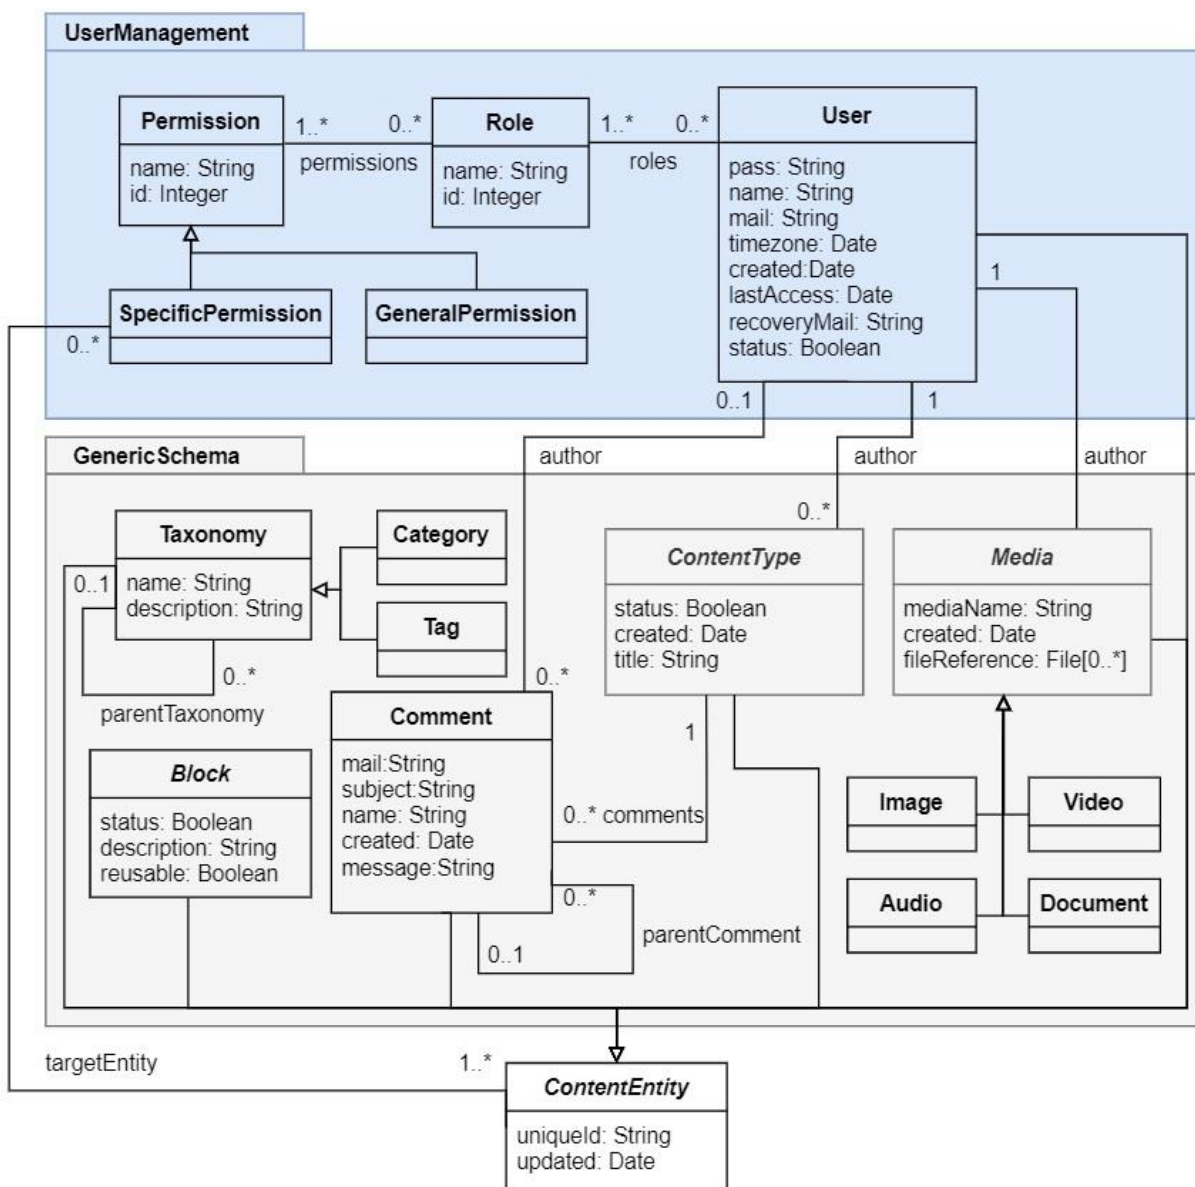 UserManagement
Permission
name: String
id: Integer
1..*
0..*
permissions
Role
name: String
id: Integer
1..*
0..*
roles
User
pass: String
name: String
mail: String
timezone: Date
created:Date
lastAccess: Date
recoveryMail: String
status: Boolean
1
SpecificPermission
GeneralPermission
0..*
0..1
1
GenericSchema
author
author
author
Taxonomy
name: String
description: String
0..1
0..*
parentTaxonomy
Category
Tag
0..*
0..*
ContentType
status: Boolean
created: Date
title: String
Media
mediaName: String
created: Date
fileReference: File[0..*]
Comment
mail:String
subject:String
name: String
created: Date
message:String
1
0..* comments
0..*
0..1
parentComment
Block
status: Boolean
description: String
reusable: Boolean
Image
Video
Audio
Document
targetEntity
1..*
ContentEntity
uniqueId: String
updated: Date